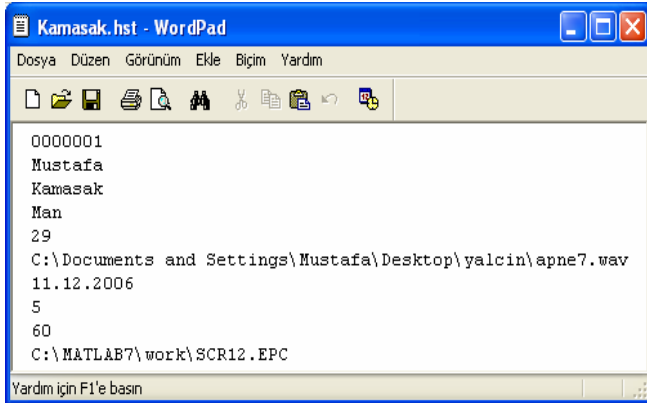 Kamasak.hst - WordPad
Dosya Düzen Görünüm Ekle Biçim Yardım
0000001
Mustafa
Kamasak
Man
29
C:\Documents and Settings\Mustafa\Desktop\yalcin\apne7.wav
11.12.2006
5
60
C:\MATLAB7\work\SCR12.EPC
Yardım için F1'e basın